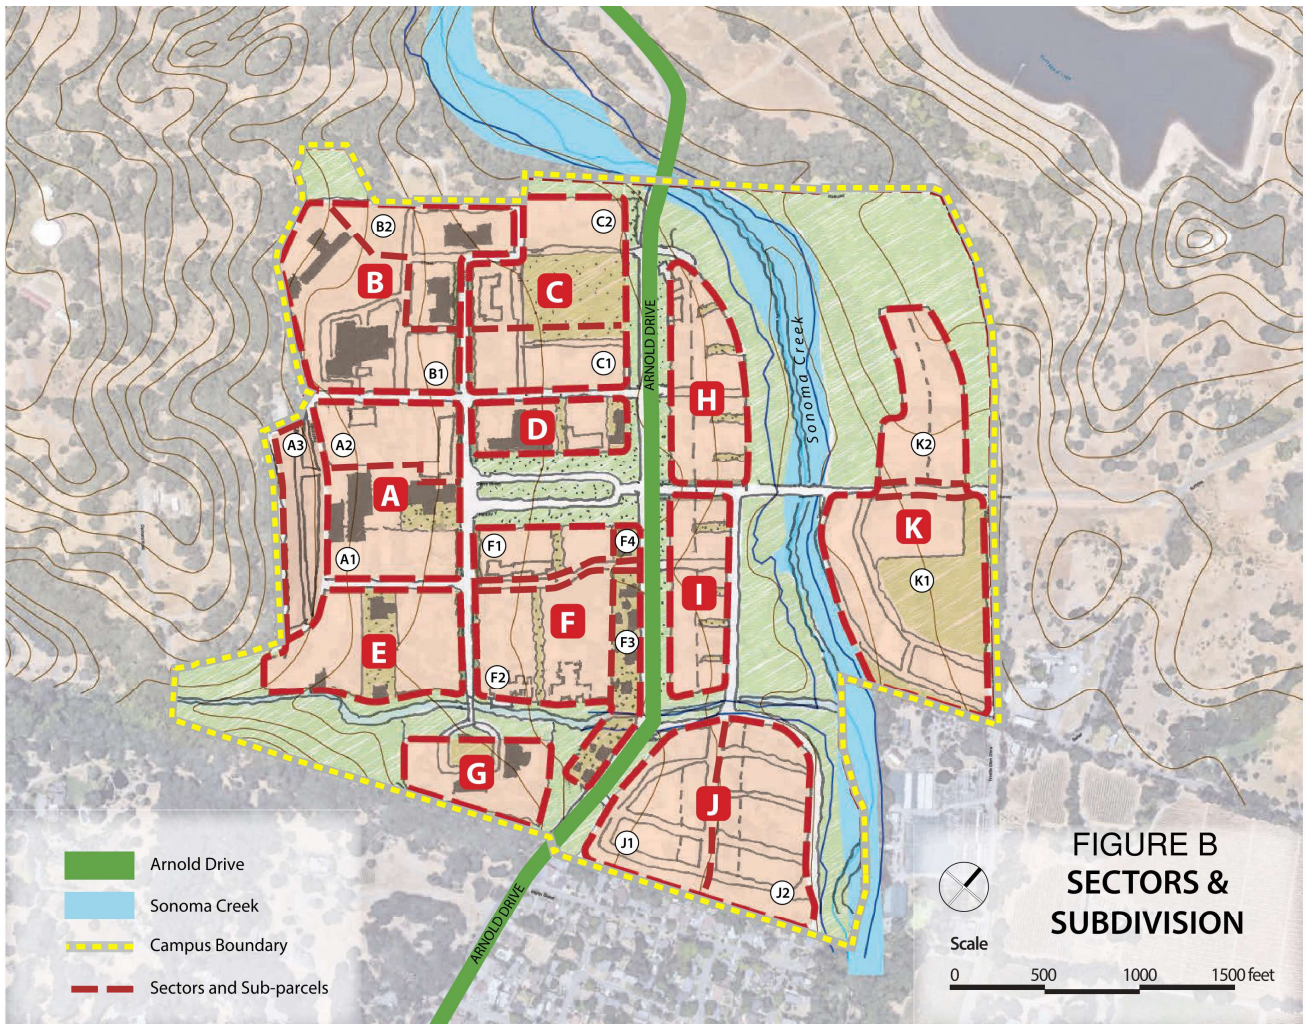 B2
C2
B
C
ARNOLD DRIVE
Sonoma Creek
B1
C1
H
D
A3
A2
K2
A
K
F1
F4
A1
K1
I
F
E
F3
F2
G
J
J1
J2
ARNOLD DRIVE
Arnold Drive
Sonoma Creek
Campus Boundary
Sectors and Sub-parcels
FIGURE B
SECTORS &
SUBDIVISION
Scale
0 500 1000 1500 feet